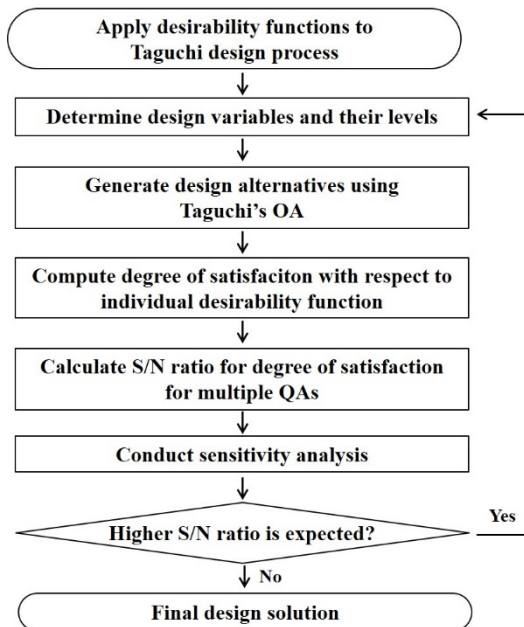 Apply desirability functions to
Taguchi design process
Determine design variables and their levels
Generate design alternatives using
Taguchi's OA
Compute degree of satisfaciton with respect to
individual desirability function
Calculate S/N ratio for degree of satisfaction
for multiple QAs
Conduct sensitivity analysis
Higher S/N ratio is expected?
Yes
No
Final design solution